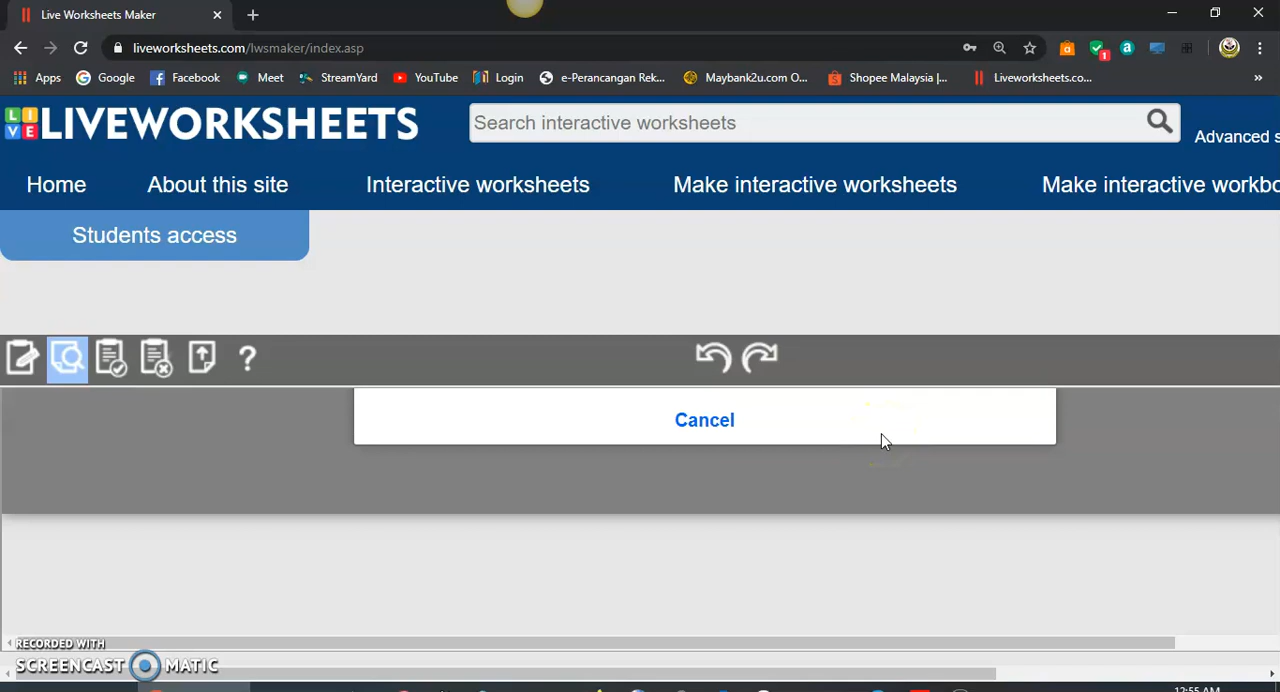 Live Worksheets Maker
liveworksheets.com/lwsmaker/index.asp
1
Apps Google Facebook Meet StreamYard YouTube Login e-Perancangan Rek... Maybank2u.com O... Shopee Malaysia |... Liveworksheets.co... »
LIVE LIVEWORKSHEETS Search interactive worksheets Advanced s
Home About this site Interactive worksheets Make interactive worksheets Make interactive workbo
Students access
?
Cancel
RECORDED WITH
SCREENCAST MATIC
12:55 AM